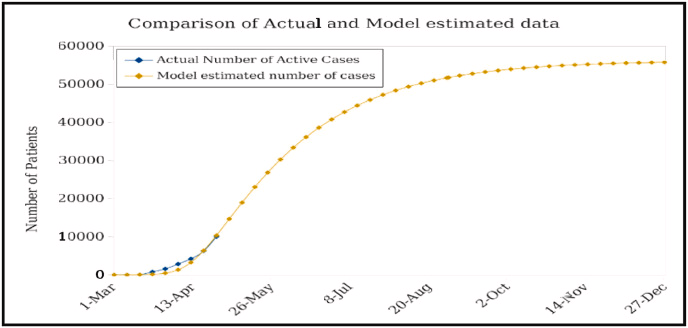 Comparison of Actual and Model estimated data
Actual Number of Active Cases
Model estimated number of cases
Number of Patients
60000
50000
40000
30000
20000
10000
0
1-Mar
13-Apr
26-May
8-Jul
20-Aug
2-Oct
14-Nov
27-Dec